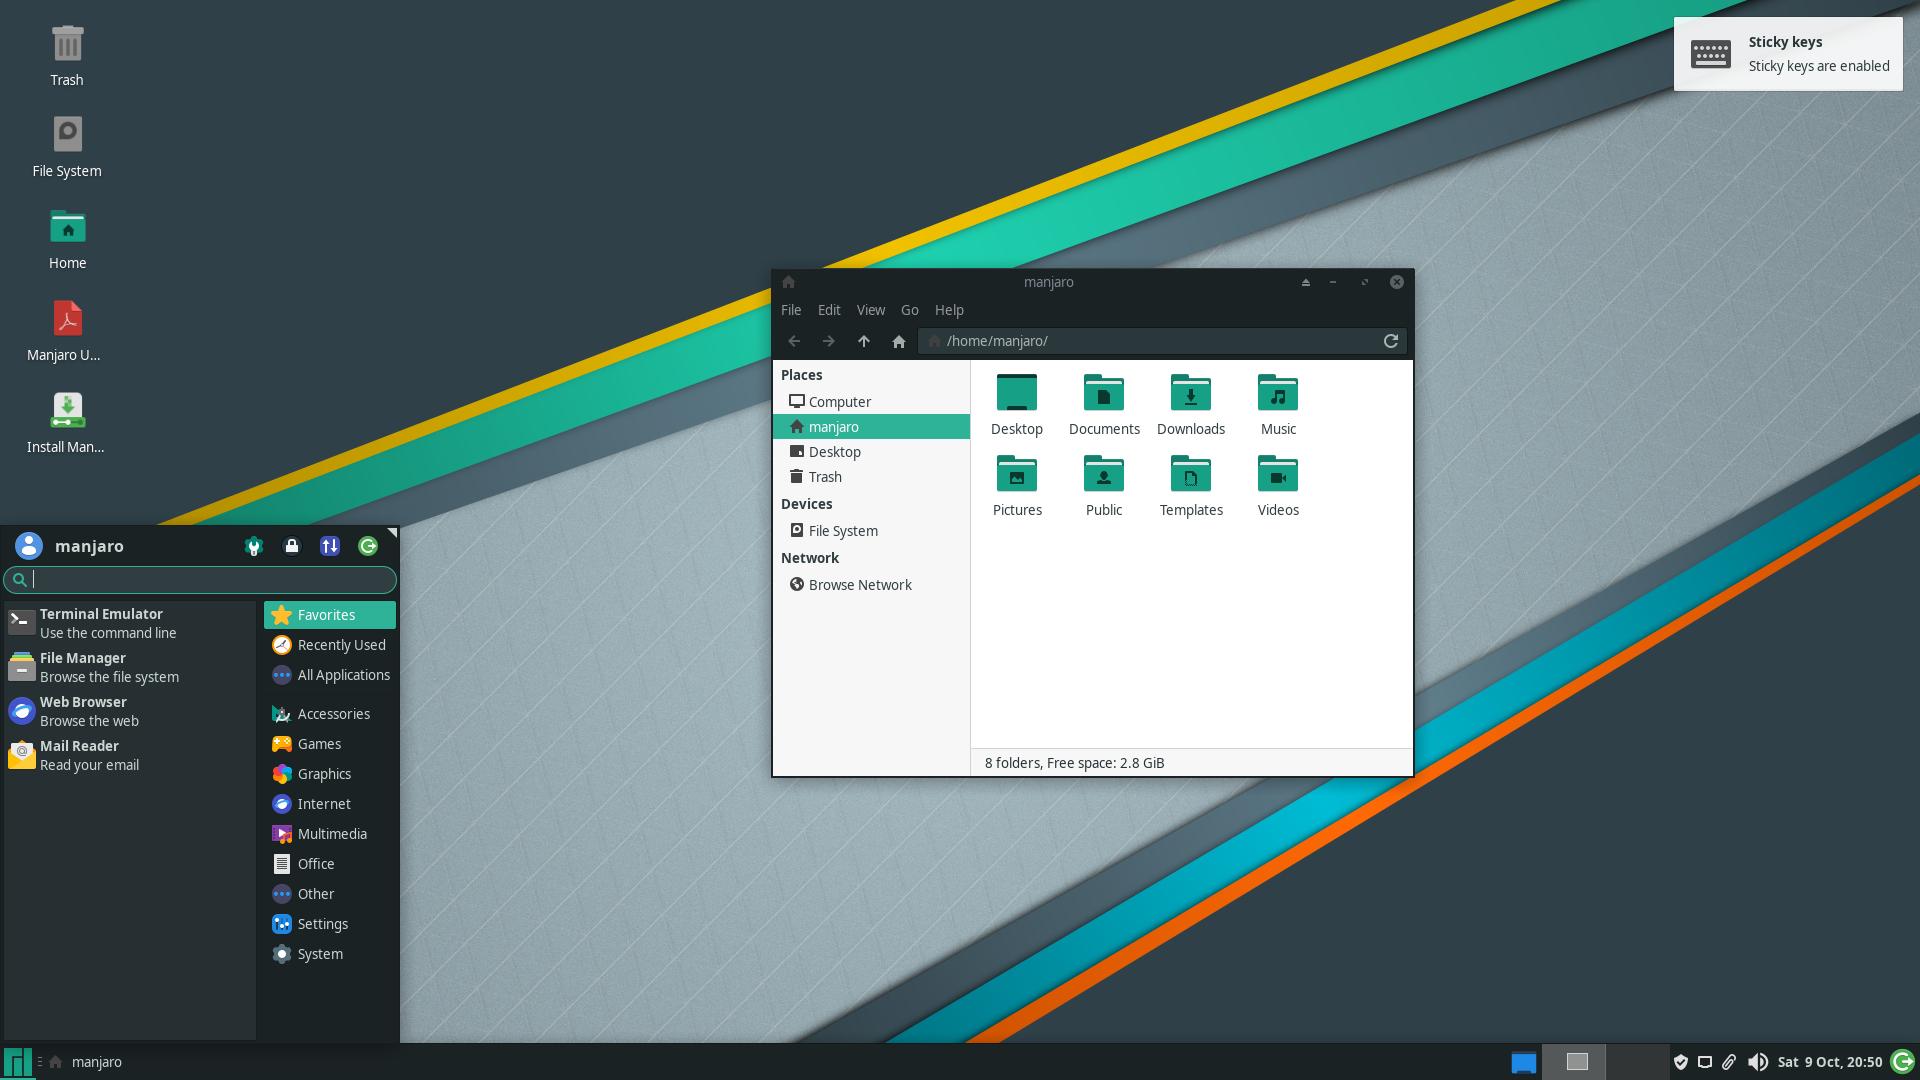 Trash
File System
Home
Manjaro U...
Install Man...
Sticky keys
Sticky keys are enabled
manjaro
File Edit View Go Help
/home/manjaro/
Places
Computer
manjaro
Desktop
Trash
Devices
File System
Network
Browse Network
Desktop Documents Downloads Music
Pictures Public Templates Videos
8 folders, Free space: 2.8 GiB
manjaro
Terminal Emulator
Use the command line
File Manager
Browse the file system
Web Browser
Browse the web
Mail Reader
Read your email
Favorites
Recently Used
All Applications
Accessories
Games
Graphics
Internet
Multimedia
Office
Other
Settings
System
manjaro
Sat 9 Oct, 20:50